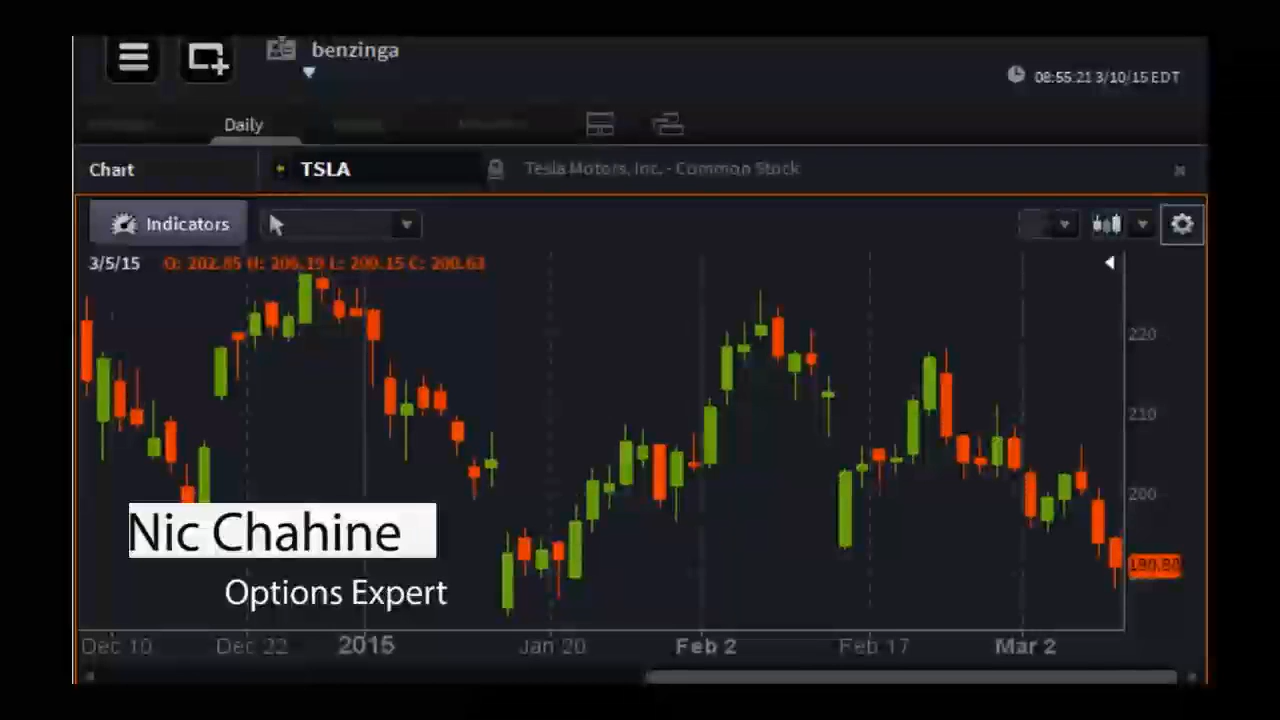 benzinga
08:55:21 3/10/15 EDT
Daily
Chart
TSLA
Tesla Motors, Inc. - Common Stock
Indicators
3/5/15 O: 202.85 H: 206.19 L: 200.15 C: 200.63
220
210
200
190.80
Nic Chahine
Options Expert
Dec 10 Dec 22 2015 Jan 20 Feb 2 Feb 17 Mar 2